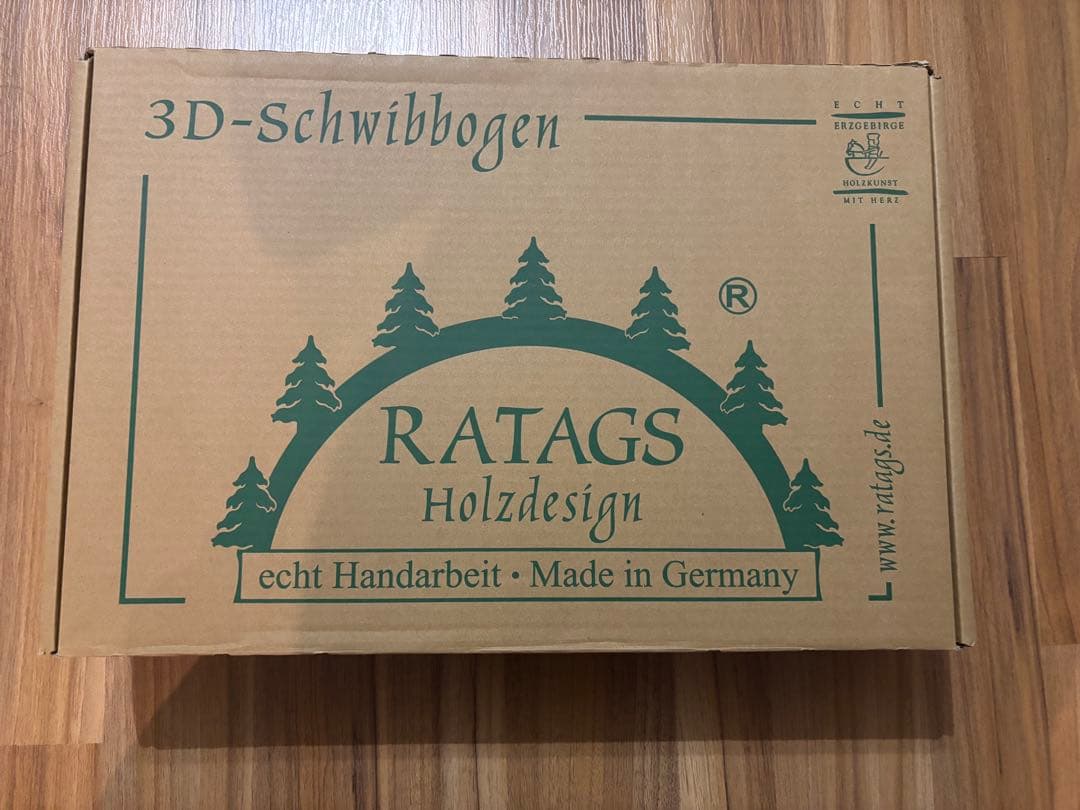 3D-Schwibbogen
ECHT
ERZGEBIRGE
HOLZKUNST
MIT HERZ
®
RATAGS
Holzdesign
echt Handarbeit • Made in Germany
www.ratags.de